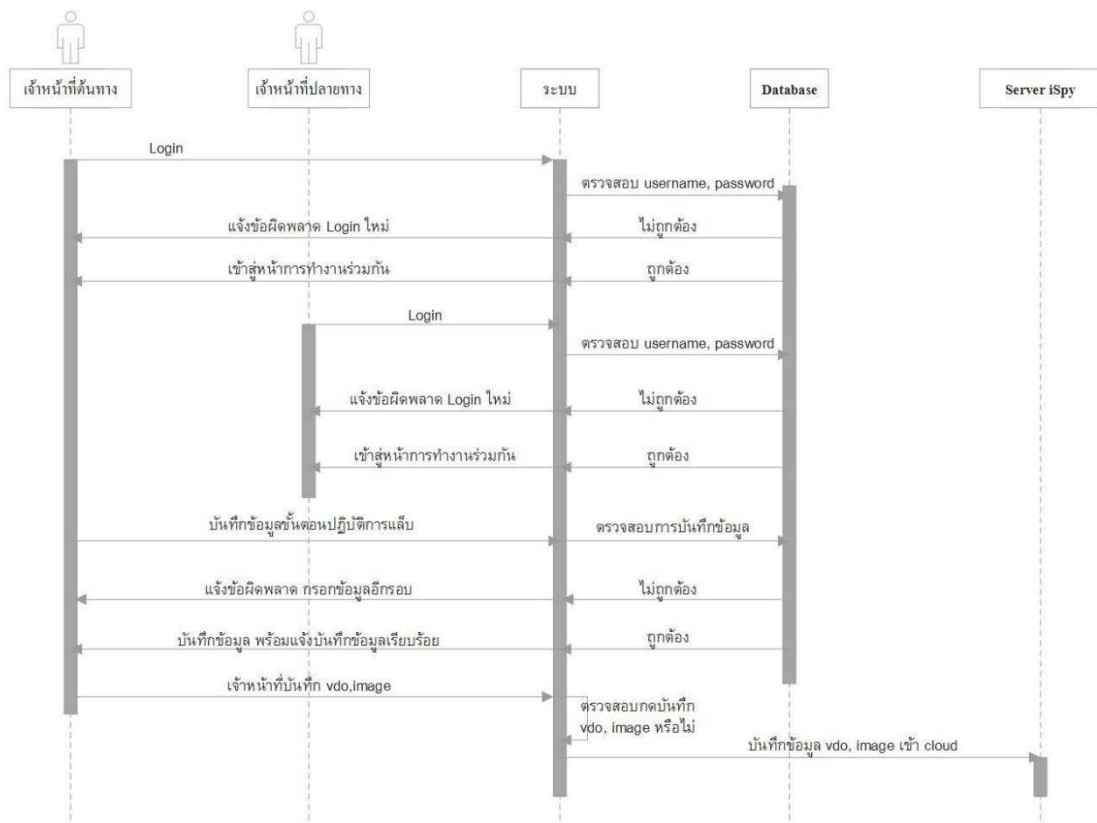 เจ้าหน้าที่ต้นทาง
เจ้าหน้าที่ปลายทาง
ระบบ
Database
Server iSpy
Login
ตรวจสอบ username, password
แจ้งข้อผิดพลาด Login ใหม่
ไม่ถูกต้อง
เข้าสู่หน้าการทำงานร่วมกัน
ถูกต้อง
Login
ตรวจสอบ username, password
แจ้งข้อผิดพลาด Login ใหม่
ไม่ถูกต้อง
เข้าสู่หน้าการทำงานร่วมกัน
ถูกต้อง
บันทึกข้อมูลขั้นตอนปฏิบัติการแล็บ
ตรวจสอบการบันทึกข้อมูล
แจ้งข้อผิดพลาด กรอกข้อมูลอีกรอบ
ไม่ถูกต้อง
บันทึกข้อมูล พร้อมแจ้งบันทึกข้อมูลเรียบร้อย
ถูกต้อง
เจ้าหน้าที่บันทึก vdo,image
ตรวจสอบกดบันทึก
vdo, image หรือไม่
บันทึกข้อมูล vdo, image เข้า cloud